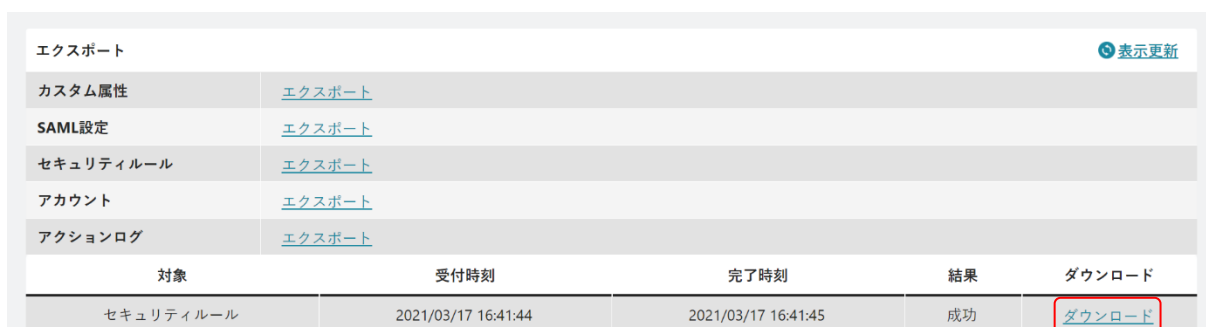 エクスポート 表示更新
カスタム属性 エクスポート
SAML設定 エクスポート
セキュリティルール エクスポート
アカウント エクスポート
アクションログ エクスポート
対象 受付時刻 完了時刻 結果 ダウンロード
セキュリティルール 2021/03/17 16:41:44 2021/03/17 16:41:45 成功 ダウンロード